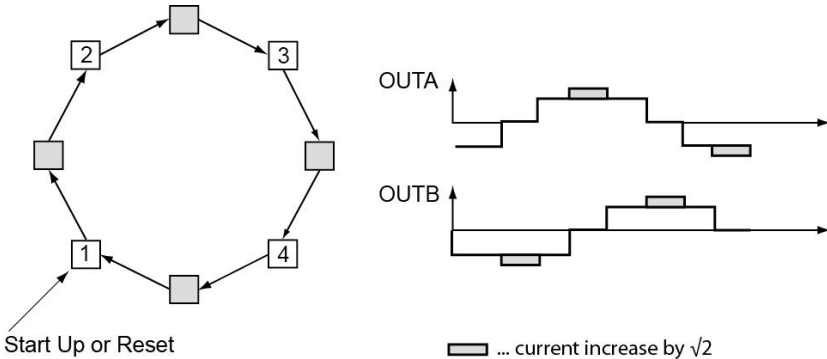 2
3
1
4
Start Up or Reset
OUTA
OUTB
... current increase by √2